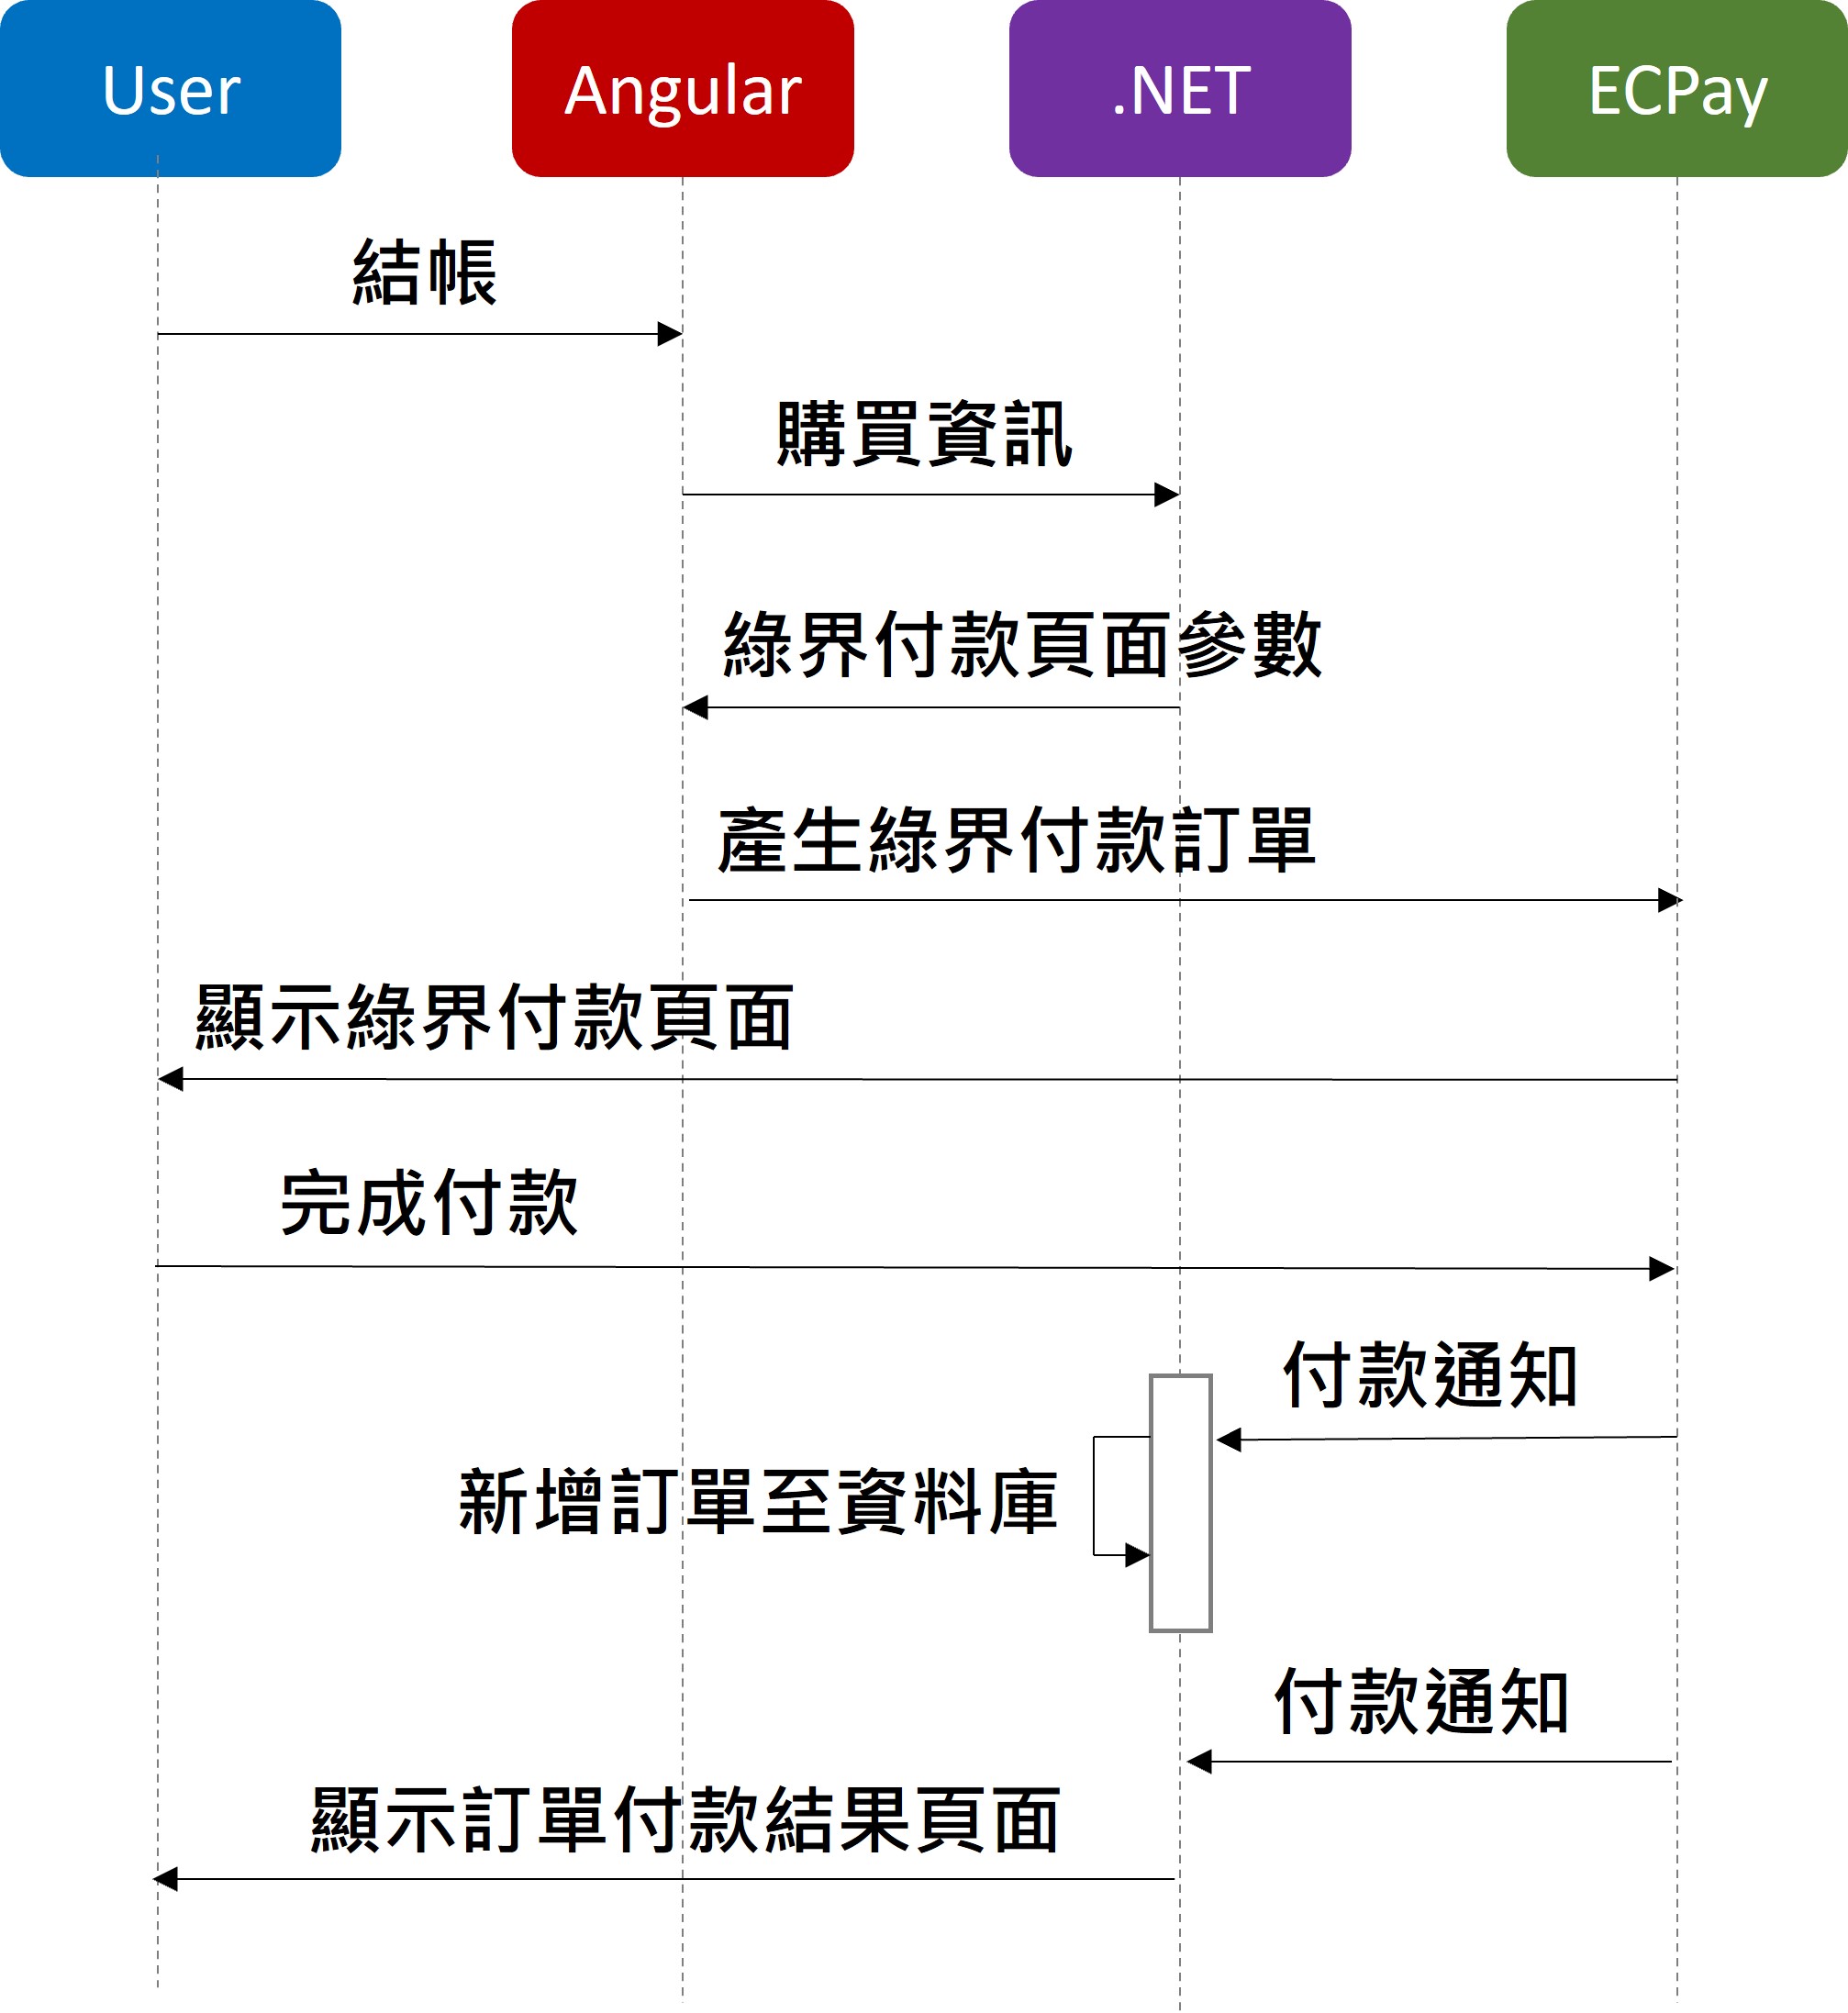 User
Angular
.NET
ECPay
結帳
購買資訊
綠界付款頁面參數
產生綠界付款訂單
顯示綠界付款頁面
完成付款
付款通知
新增訂單至資料庫
付款通知
顯示訂單付款結果頁面